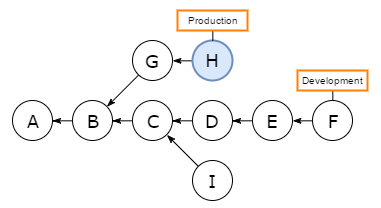 Production
G H
Development
A B C D E F
I